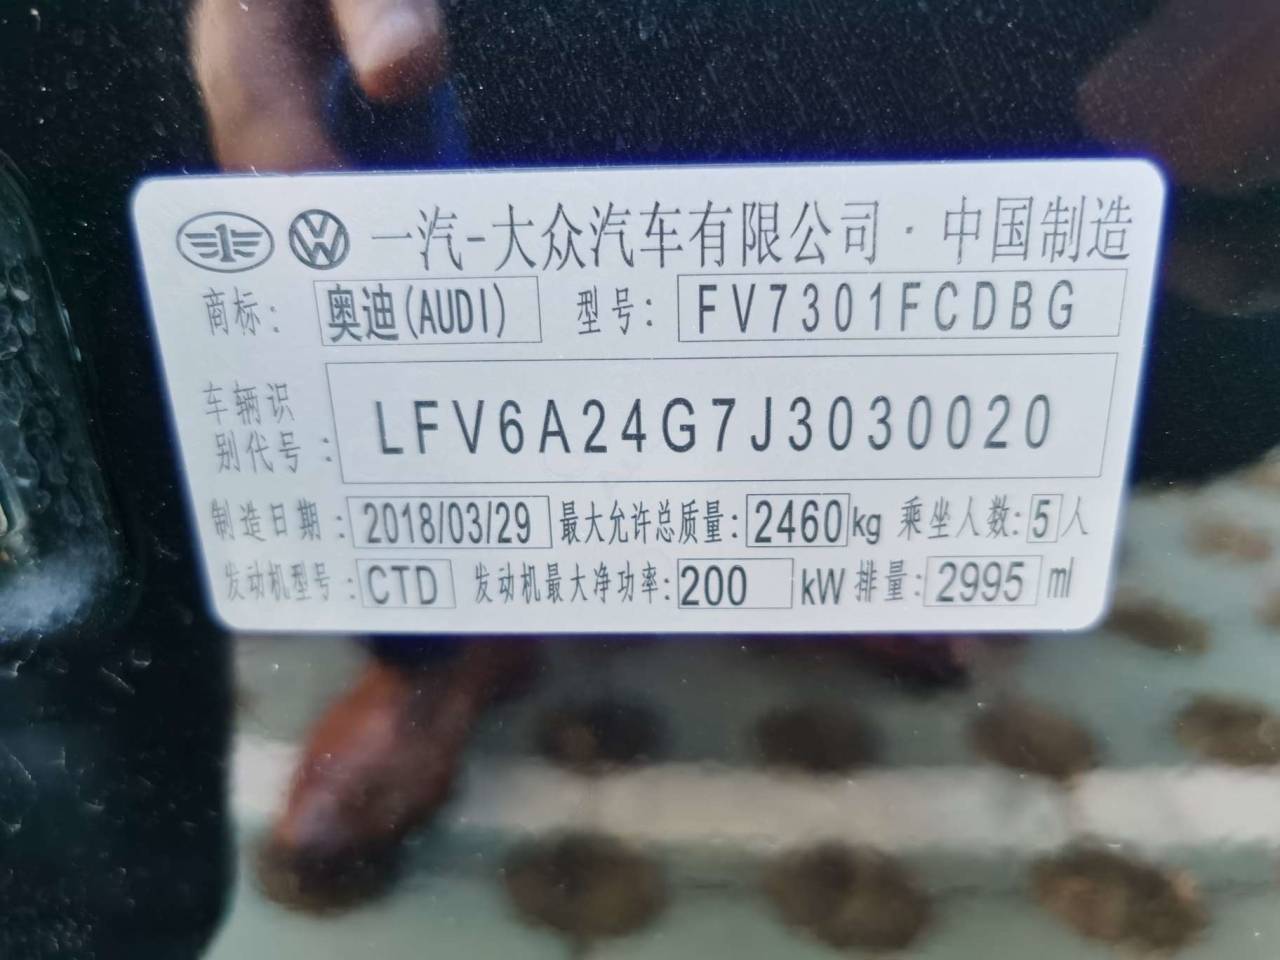 一汽-大众汽车有限公司·中国制造
商标: 奥迪(AUDI) 型号: FV7301FCDBG
车辆识
别代号: LFV6A24G7J3030020
制造日期: 2018/03/29 最大允许总质量: 2460 kg 乘坐人数: 5 人
发动机型号: CTD 发动机最大净功率: 200 kW 排量: 2995 ml